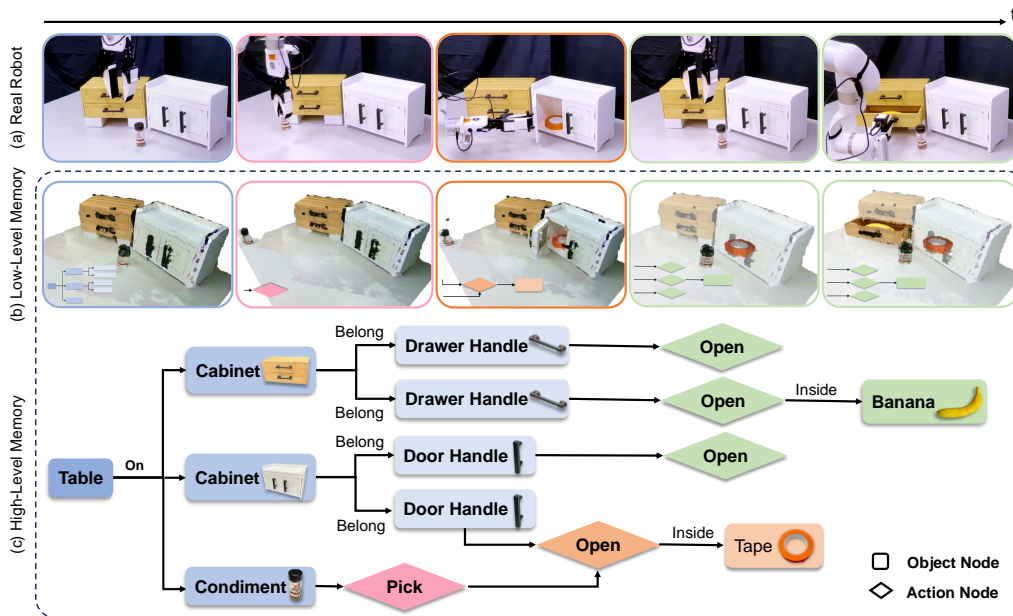 t
(a) Real Robot
(b) Low-Level Memory
(c) High-Level Memory
Belong
Drawer Handle
Open
Cabinet
Inside
Drawer Handle
Open
Banana
Belong
Belong
Door Handle
Open
Table
On
Cabinet
Door Handle
Belong
Open
Inside
Tape
Object Node
Condiment
Pick
Action Node